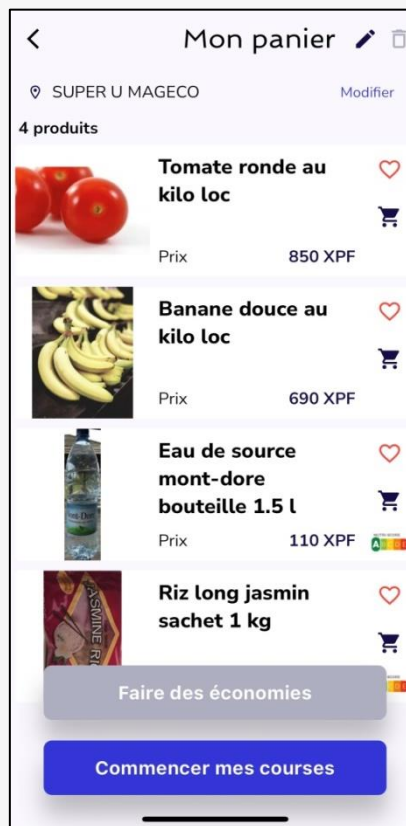 Mon panier
SUPER U MAGECO
Modifier
4 produits
Tomate ronde au
kilo loc
Prix
850 XPF
Banane douce au
kilo loc
Prix
690 XPF
Eau de source
mont-dore
bouteille 1.5 l
Prix
110 XPF
Riz long jasmin
sachet 1 kg
Faire des économies
Commencer mes courses